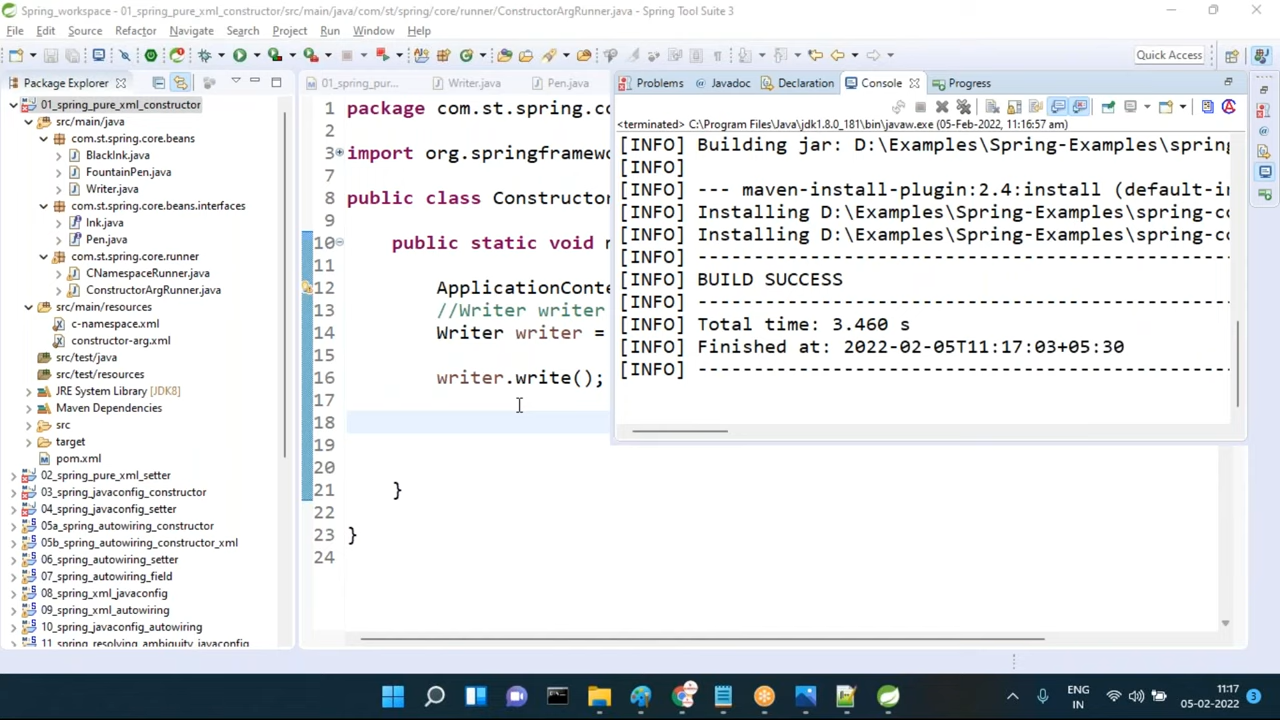 Spring_workspace - 01_spring_pure_xml_constructor/src/main/java/com/st/spring/core/runner/ConstructorArgRunner.java - Spring Tool Suite 3
File Edit Source Refactor Navigate Search Project Run Window Help
Quick Access
Package Explorer
01_spring_pure_xml_constructor
src/main/java
com.st.spring.core.beans
BlackInk.java
FountainPen.java
Writer.java
com.st.spring.core.beans.interfaces
Ink.java
Pen.java
com.st.spring.core.runner
CNamespaceRunner.java
ConstructorArgRunner.java
src/main/resources
c-namespace.xml
constructor-arg.xml
src/test/java
src/test/resources
JRE System Library [JDK8]
Maven Dependencies
src
target
pom.xml
02_spring_pure_xml_setter
03_spring_javaconfig_constructor
04_spring_javaconfig_setter
05a_spring_autowiring_constructor
05b_spring_autowiring_constructor_xml
06_spring_autowiring_setter
07_spring_autowiring_field
08_spring_xml_javaconfig
09_spring_xml_autowiring
10_spring_javaconfig_autowiring
11_spring_resolving_ambiguity_javaconfig
01_spring_pur... Writer.java Pen.java
1 package com.st.spring.co
2
3 import org.springframewo
7
8 public class Constructor
9
10 public static void
11
12 ApplicationConte
13 //Writer writer
14 Writer writer =
15
16 writer.write();
17
18
19
20
21 }
22
23 }
24
Problems Javadoc Declaration Console Progress
<terminated> C:\Program Files\Java\jdk1.8.0_181\bin\javaw.exe (05-Feb-2022, 11:16:57 am)
[INFO] Building jar: D:\Examples\Spring-Examples\spring
[INFO]
[INFO] --- maven-install-plugin:2.4:install (default-in
[INFO] Installing D:\Examples\Spring-Examples\spring-co
[INFO] Installing D:\Examples\Spring-Examples\spring-co
[INFO] ------------------------------------------------
[INFO] BUILD SUCCESS
[INFO] ------------------------------------------------
[INFO] Total time: 3.460 s
[INFO] Finished at: 2022-02-05T11:17:03+05:30
[INFO] ------------------------------------------------
ENG
IN
11:17
05-02-2022
3